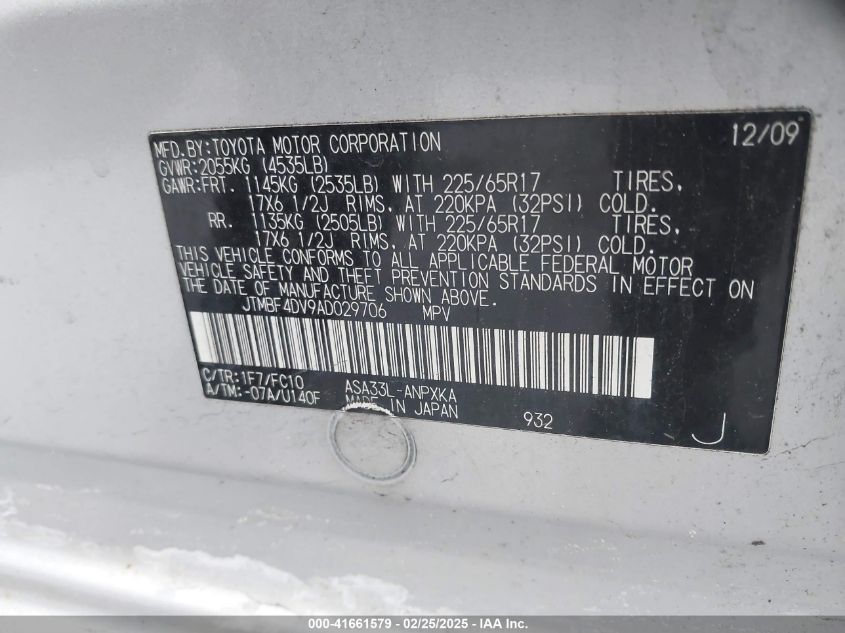 MFD.BY:TOYOTA MOTOR CORPORATION 12/09
GVWR:2055KG (4535LB)
GAWR:FRT. 1145KG (2535LB) WITH 225/65R17 TIRES,
17X6 1/2J RIMS, AT 220KPA (32PSI) COLD.
RR. 1135KG (2505LB) WITH 225/65R17 TIRES,
17X6 1/2J RIMS, AT 220KPA (32PSI) COLD.
THIS VEHICLE CONFORMS TO ALL APPLICABLE FEDERAL MOTOR
VEHICLE SAFETY AND THEFT PREVENTION STANDARDS IN EFFECT ON
THE DATE OF MANUFACTURE SHOWN ABOVE.
JTMBF4DV9AD029706 MPV
C/TR:1F7/FC10 ASA33L-ANPXKA
A/TM:-07A/U140F MADE IN JAPAN 932 J
000-41661579 - 02/25/2025 - IAA Inc.